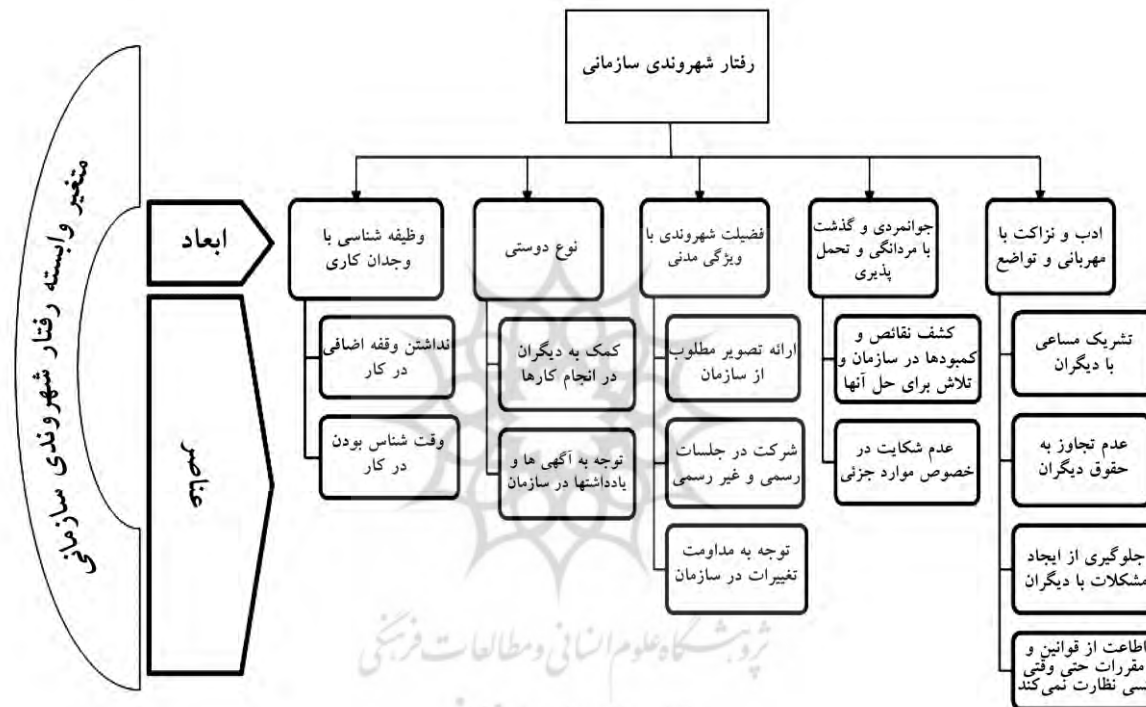 رفتار شهروندی سازمانی
متغیر وابسته رفتار شهروندی سازمانی
ابعاد
عناصر
ادب و نزاکت با
مهربانی و تواضع
تشریک مساعی
با دیگران
عدم تجاوز به
حقوق دیگران
جلوگیری از ایجاد
مشکلات با دیگران
اطاعت از قوانین و
مقررات حتی وقتی
نظارت نمی‌کند
جوانمردی و گذشت
با مردانگی و تحمل
پذیری
کشف نقائص و
کمبودها در سازمان و
تلاش برای حل آنها
عدم شکایت در
خصوص موارد جزئی
فضیلت شهروندی با
ویژگی مدنی
ارائه تصویر مطلوب
از سازمان
شرکت در جلسات
رسمی و غیر رسمی
توجه به مداومت
تغییرات در سازمان
نوع دوستی
کمک به دیگران
در انجام کارها
توجه به آگهی ها و
یادداشتها در سازمان
وظیفه شناسی با
وجدان کاری
نداشتن وقفه اضافی
در کار
وقت شناس بودن
در کار
پژوهشگاه علوم انسانی و مطالعات فرهنگی